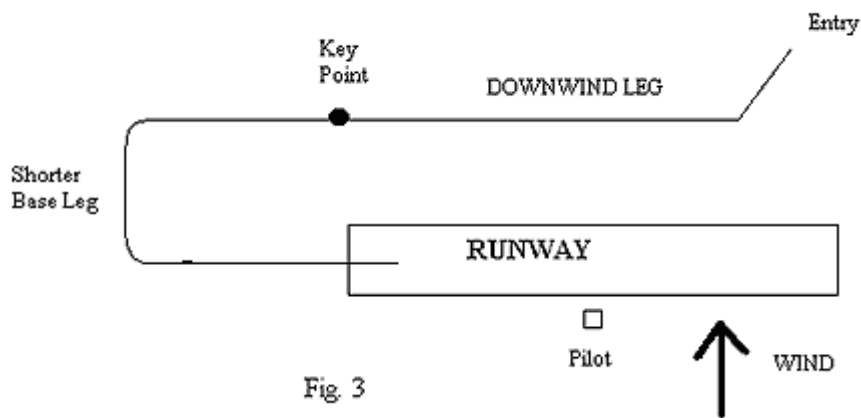 Entry
Key
Point
DOWNWIND LEG
Shorter
Base Leg
RUNWAY
Pilot
WIND
Fig. 3